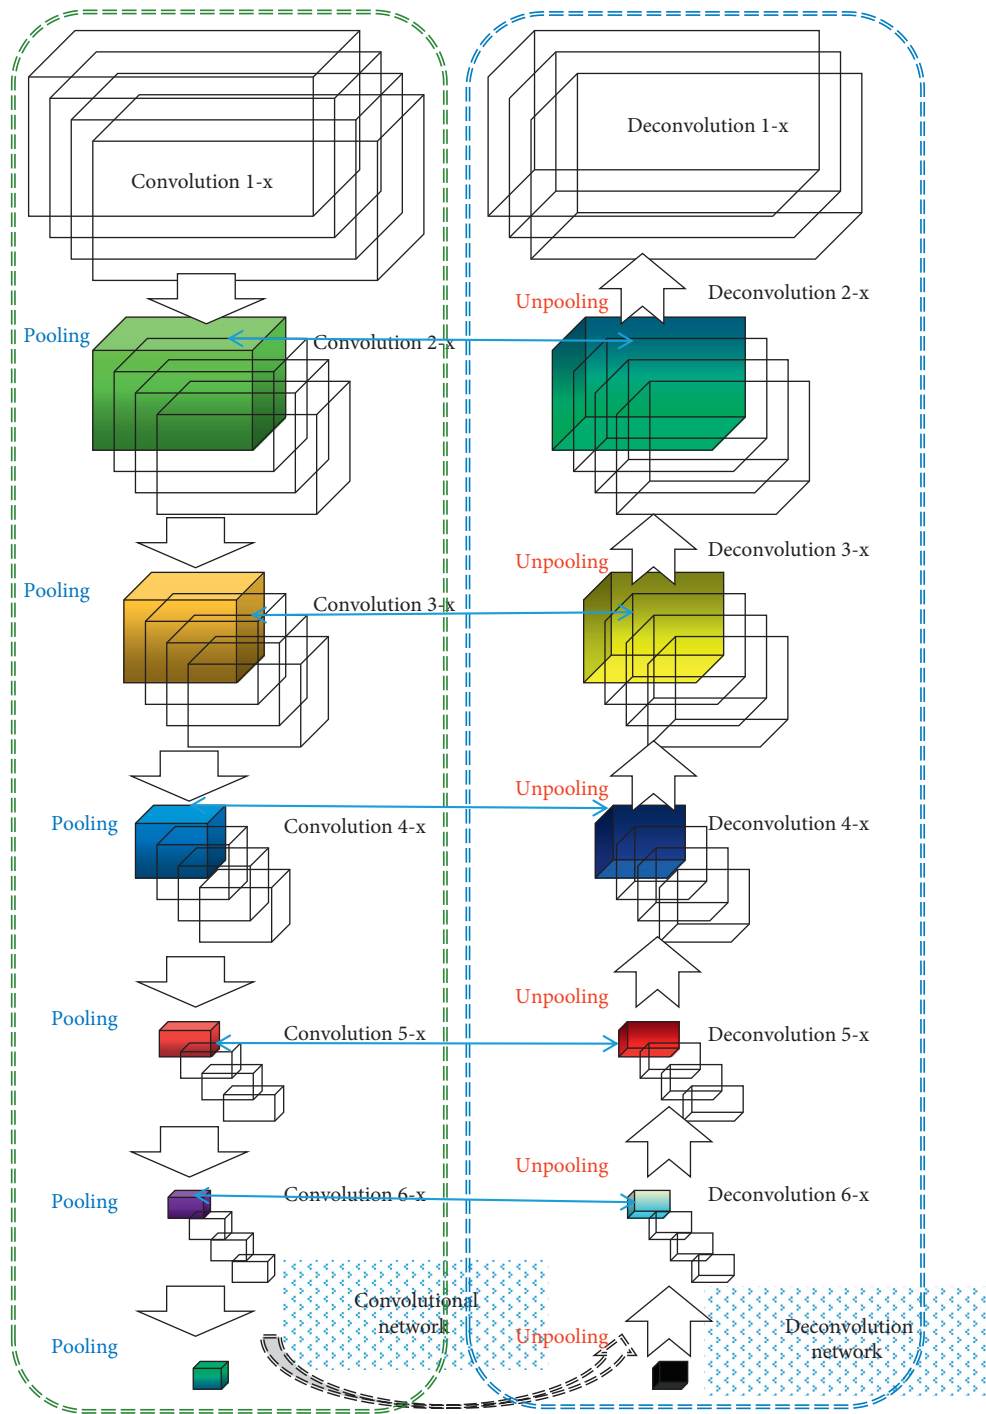 Convolution 1-x
Deconvolution 1-x
Unpooling
Deconvolution 2-x
Pooling
Convolution 2-x
Unpooling
Deconvolution 3-x
Pooling
Convolution 3-x
Unpooling
Pooling
Convolution 4-x
Deconvolution 4-x
Unpooling
Pooling
Convolution 5-x
Deconvolution 5-x
Unpooling
Pooling
Convolution 6-x
Deconvolution 6-x
Convolutional
network
Unpooling
Deconvolution
network
Pooling